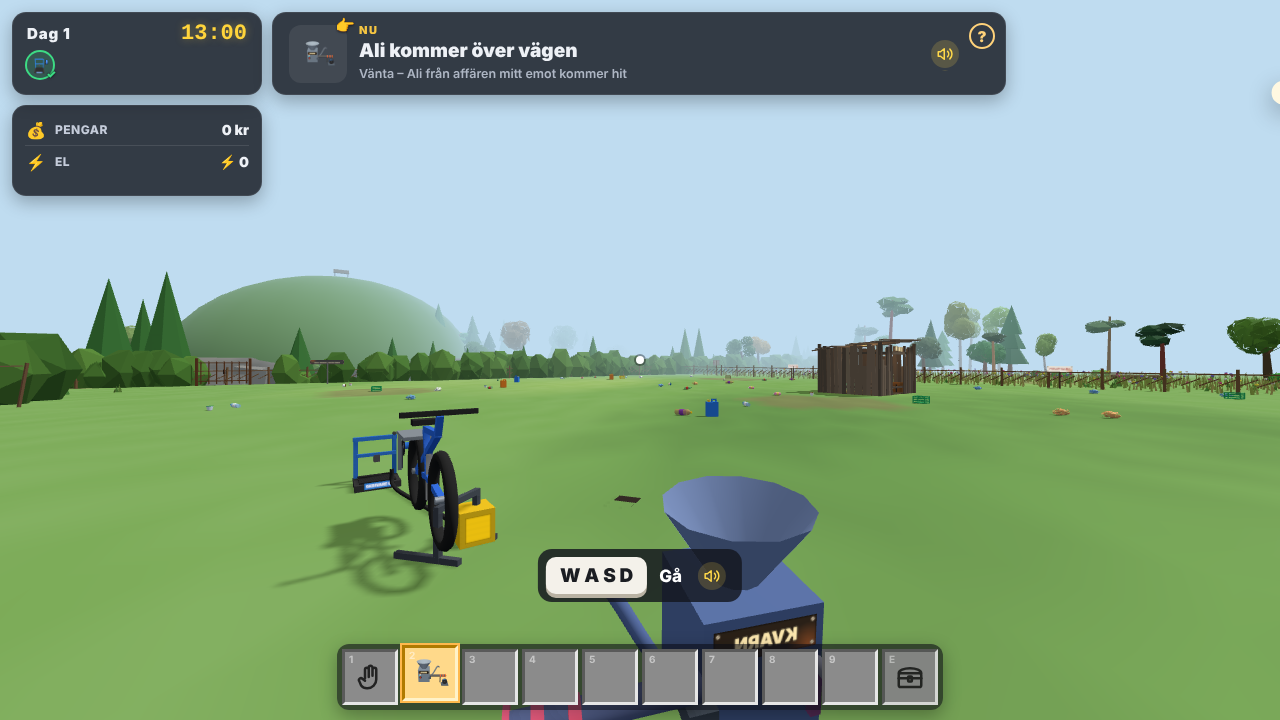 Dag 1
13:00
NU
Ali kommer över vägen
Vänta – Ali från affären mitt emot kommer hit
?
PENGAR
0 kr
EL
0
WASD
Gå
KVARN
1
2
3
4
5
6
7
8
9
E